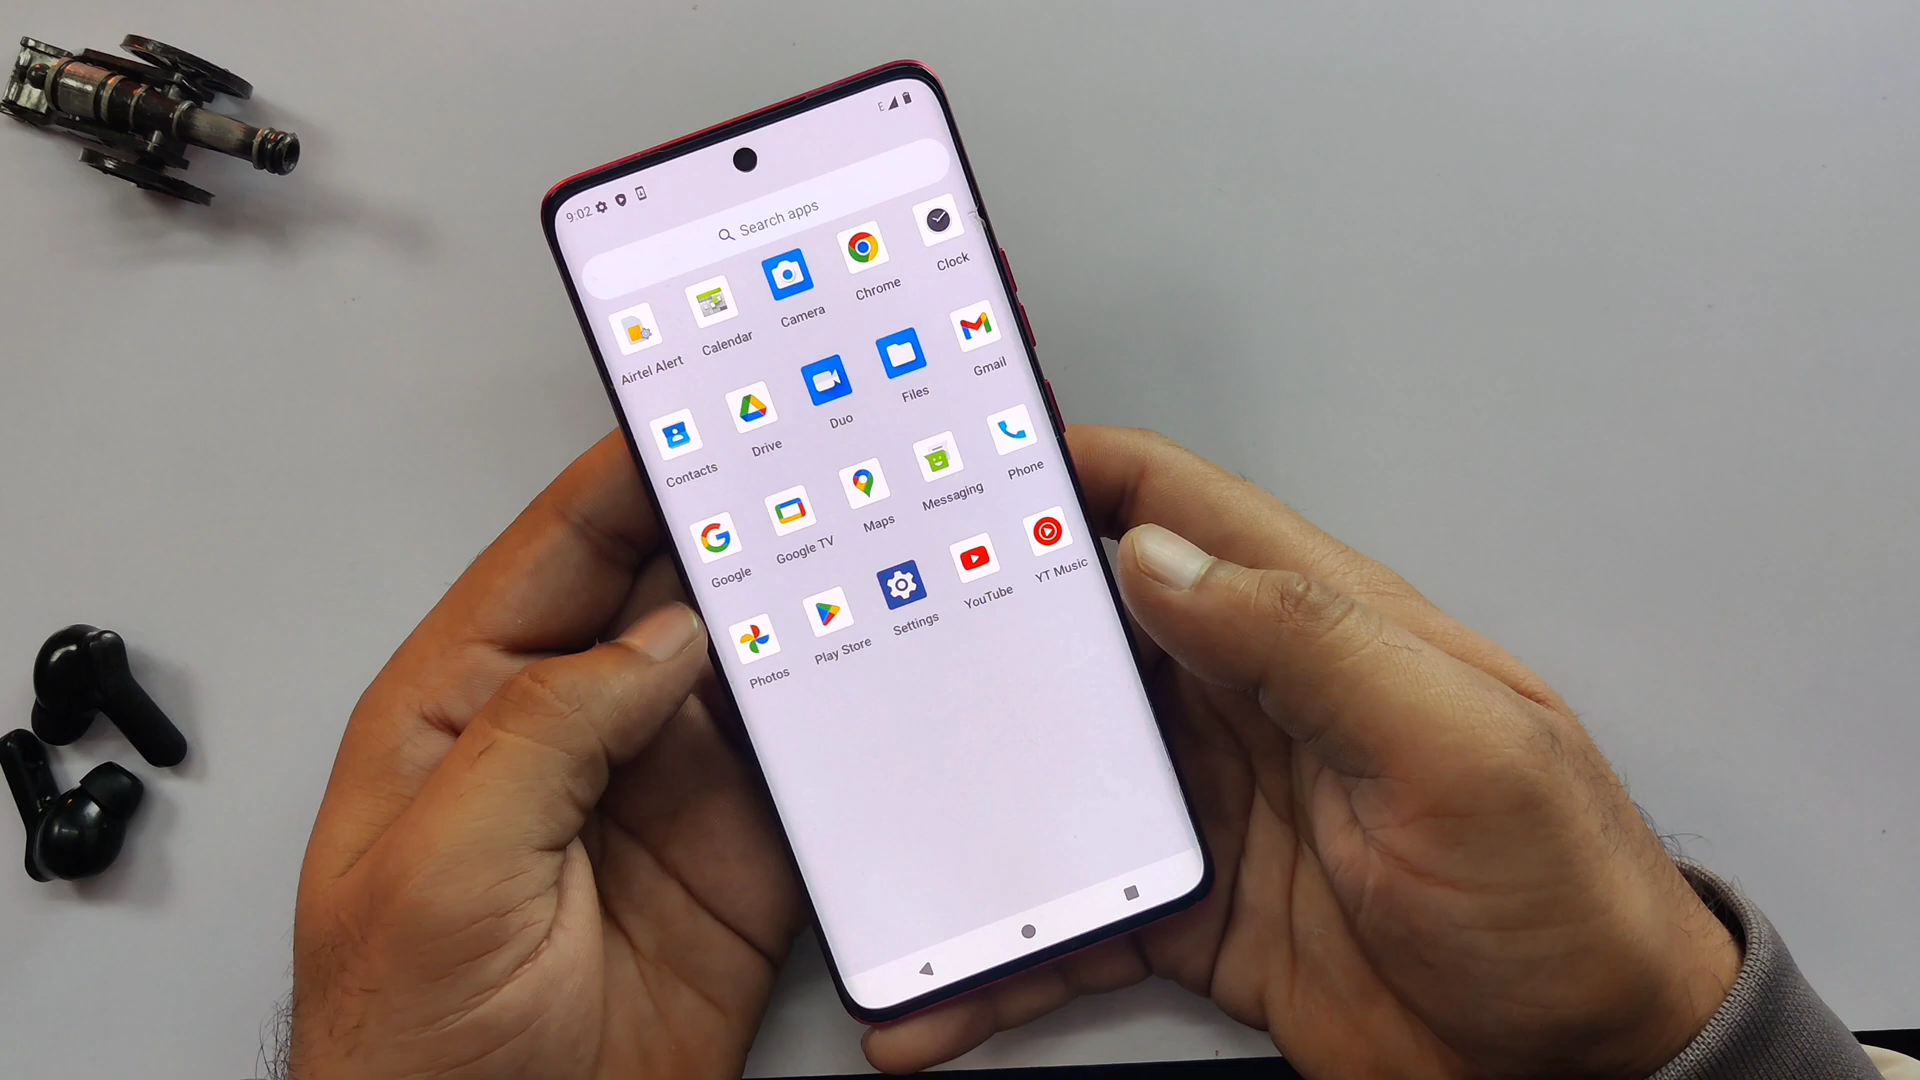 9:02
E
Search apps
Airtel Alert
Calendar
Camera
Chrome
Clock
Contacts
Drive
Duo
Files
Gmail
Google
Google TV
Maps
Messaging
Phone
Photos
Play Store
Settings
YouTube
YT Music